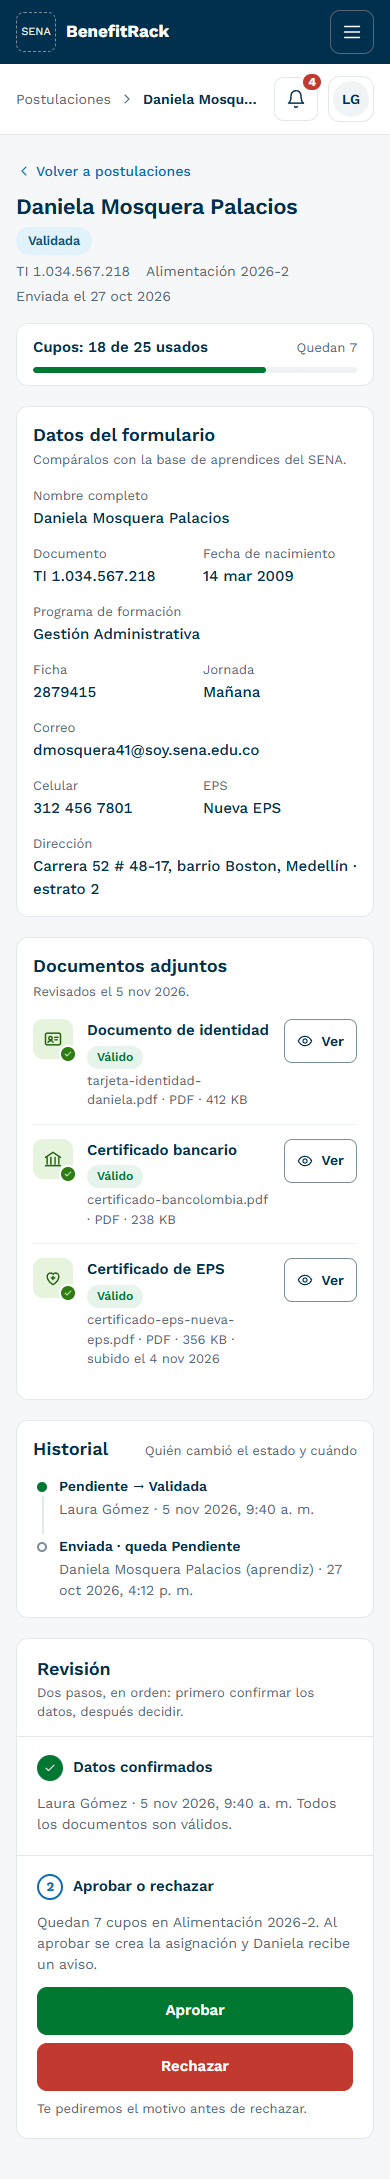 SENA BenefitRack
Postulaciones > Daniela Mosqu... 4 LG
Volver a postulaciones
Daniela Mosquera Palacios
Validada
TI 1.034.567.218 Alimentación 2026-2
Enviada el 27 oct 2026
Cupos: 18 de 25 usados Quedan 7
Datos del formulario
Compáralos con la base de aprendices del SENA.
Nombre completo
Daniela Mosquera Palacios
Documento Fecha de nacimiento
TI 1.034.567.218 14 mar 2009
Programa de formación
Gestión Administrativa
Ficha Jornada
2879415 Mañana
Correo
dmosquera41@soy.sena.edu.co
Celular EPS
312 456 7801 Nueva EPS
Dirección
Carrera 52 # 48-17, barrio Boston, Medellín ·
estrato 2
Documentos adjuntos
Revisados el 5 nov 2026.
Documento de identidad Ver
Válido
tarjeta-identidad-
daniela.pdf · PDF · 412 KB
Certificado bancario Ver
Válido
certificado-bancolombia.pdf
· PDF · 238 KB
Certificado de EPS Ver
Válido
certificado-eps-nueva-
eps.pdf · PDF · 356 KB ·
subido el 4 nov 2026
Historial Quién cambió el estado y cuándo
Pendiente → Validada
Laura Gómez · 5 nov 2026, 9:40 a. m.
Enviada · queda Pendiente
Daniela Mosquera Palacios (aprendiz) · 27
oct 2026, 4:12 p. m.
Revisión
Dos pasos, en orden: primero confirmar los
datos, después decidir.
Datos confirmados
Laura Gómez · 5 nov 2026, 9:40 a. m. Todos
los documentos son válidos.
2 Aprobar o rechazar
Quedan 7 cupos en Alimentación 2026-2. Al
aprobar se crea la asignación y Daniela recibe
un aviso.
Aprobar
Rechazar
Te pediremos el motivo antes de rechazar.